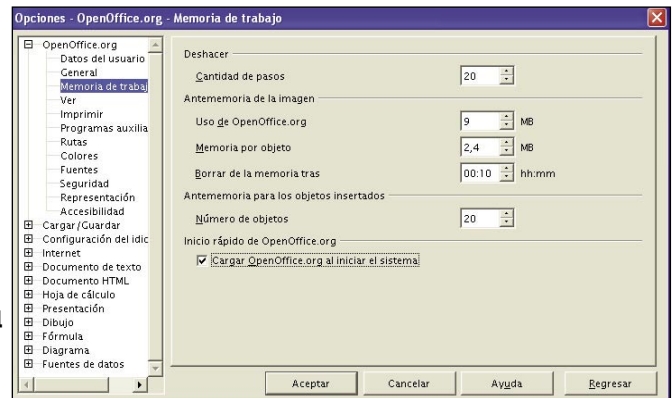 Opciones - OpenOffice.org - Memoria de trabajo
OpenOffice.org
Datos del usuario
General
Memoria de trabaj
Ver
Imprimir
Programas auxilia
Rutas
Colores
Fuentes
Seguridad
Representación
Accesibilidad
Cargar/Guardar
Configuración del idic
Internet
Documento de texto
Documento HTML
Hoja de cálculo
Presentación
Dibujo
Fórmula
Diagrama
Fuentes de datos
Deshacer
Cantidad de pasos 20
Antememoria de la imagen
Uso de OpenOffice.org 9 MB
Memoria por objeto 2,4 MB
Borrar de la memoria tras 00:10 hh:mm
Antememoria para los objetos insertados
Número de objetos 20
Inicio rápido de OpenOffice.org
Cargar OpenOffice.org al iniciar el sistema
Aceptar Cancelar Ayuda Regresar